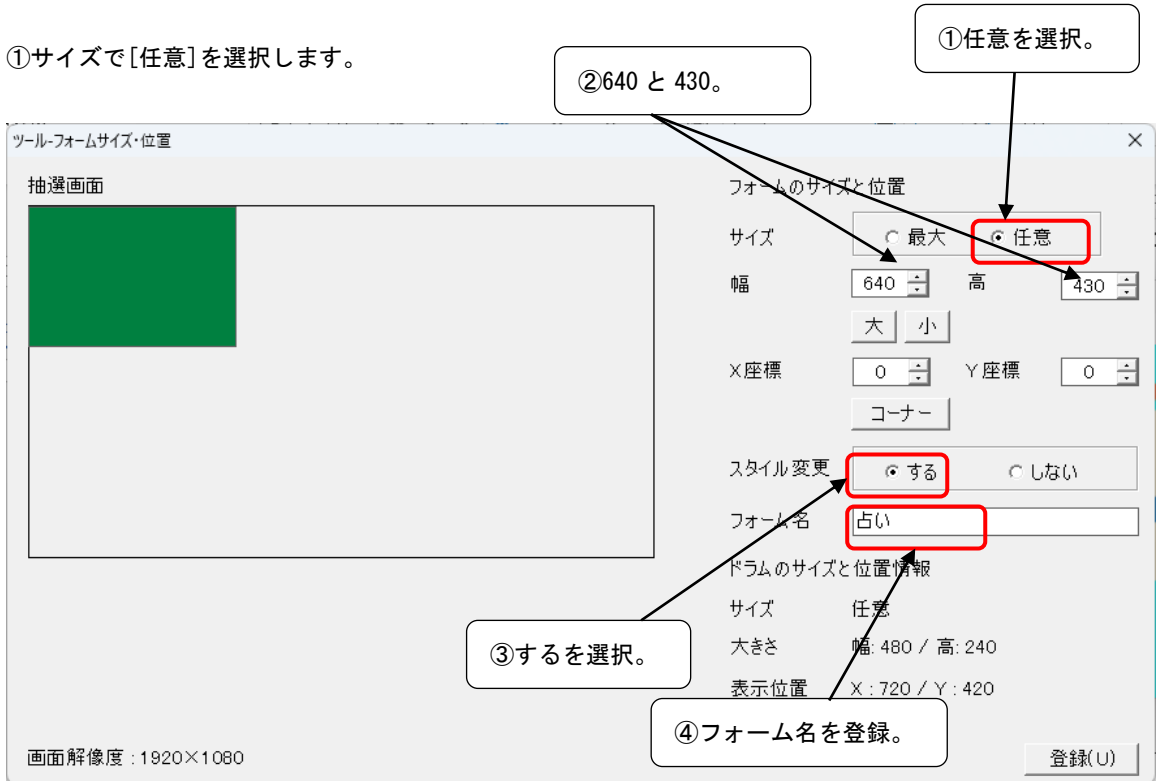 ①任意を選択。
①サイズで[任意]を選択します。
②640 と 430。
ツール-フォームサイズ・位置
抽選画面
フォームのサイズと位置
サイズ 最大 任意
幅 640 高 430
大 小
X座標 0 Y座標 0
コーナー
スタイル変更 する しない
フォーム名 占い
ドラムのサイズと位置情報
サイズ 任意
③するを選択。
大きさ 幅: 480 / 高: 240
表示位置 X : 720 / Y : 420
④フォーム名を登録。
画面解像度 : 1920×1080
登録(U)